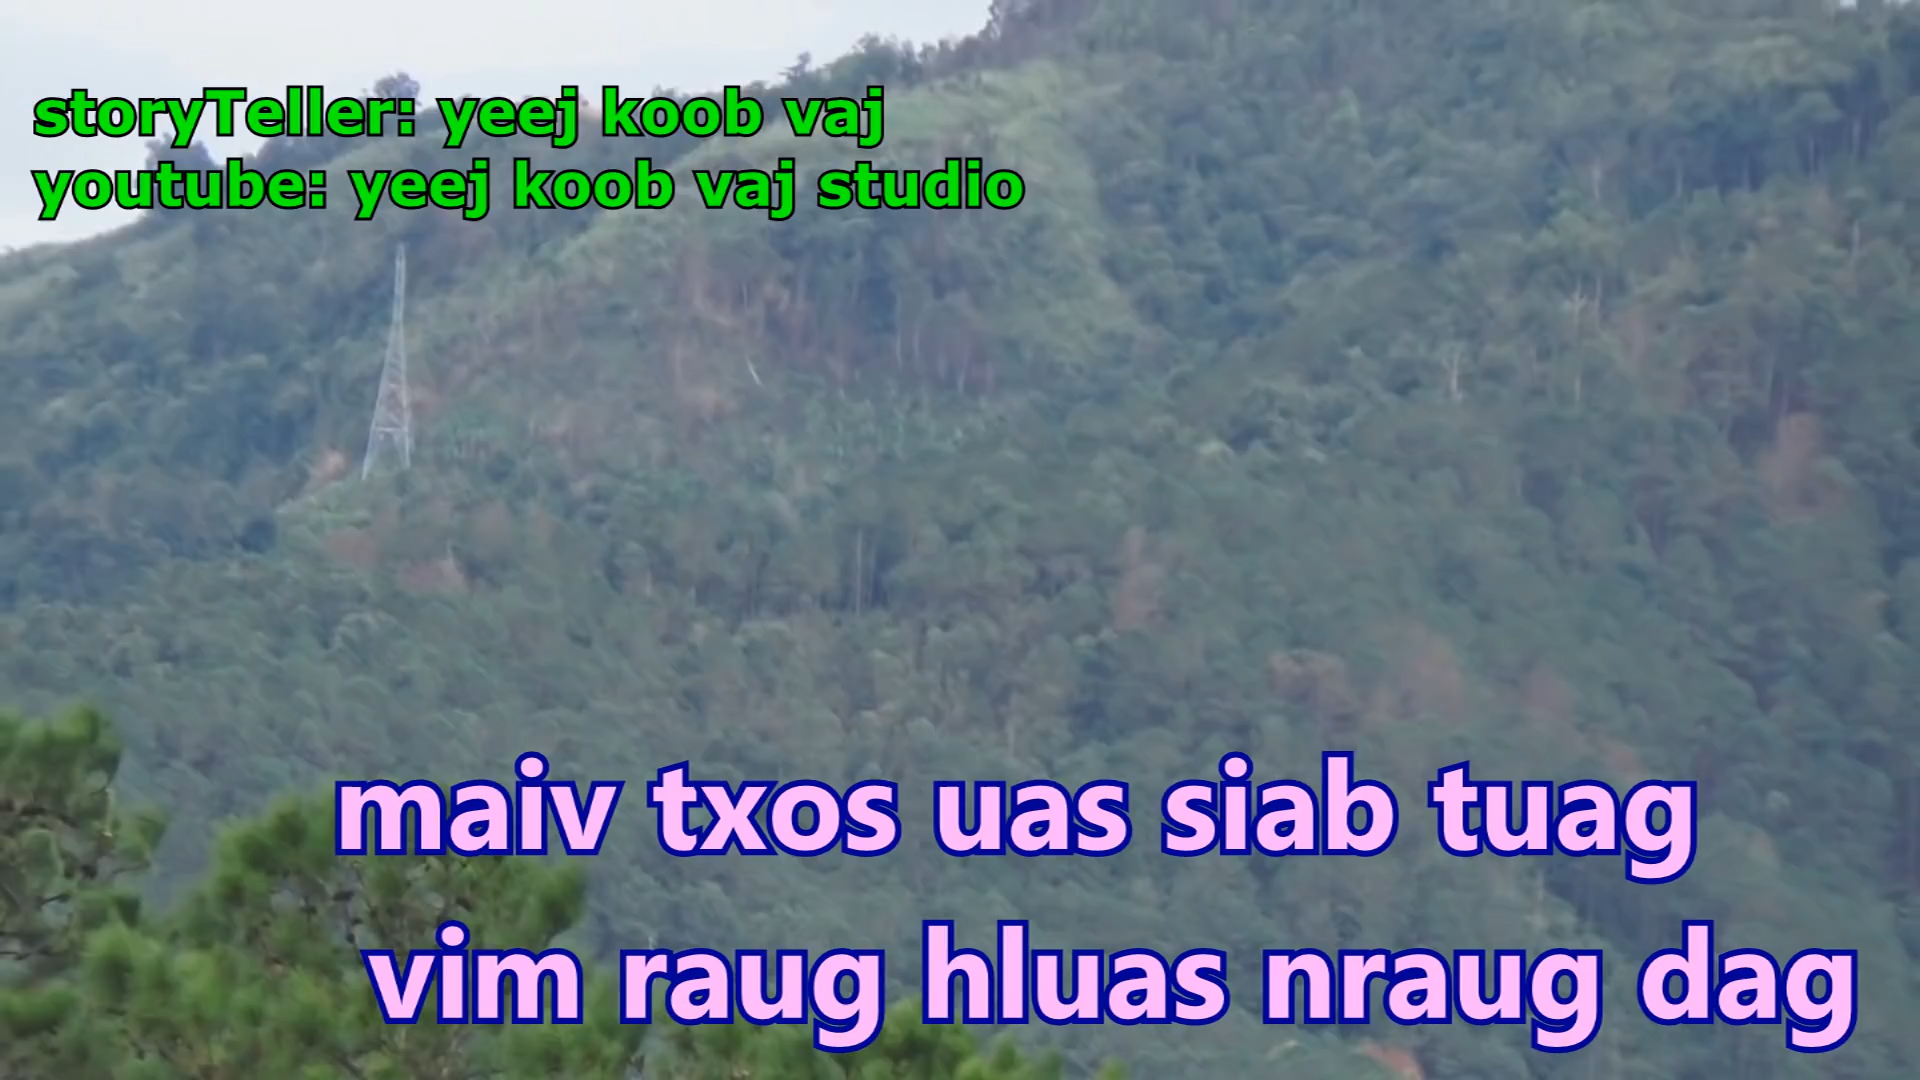 storyTeller: yeej koob vaj
youtube: yeej koob vaj studio
maiv txos uas siab tuag
vim raug hluas nraug dag